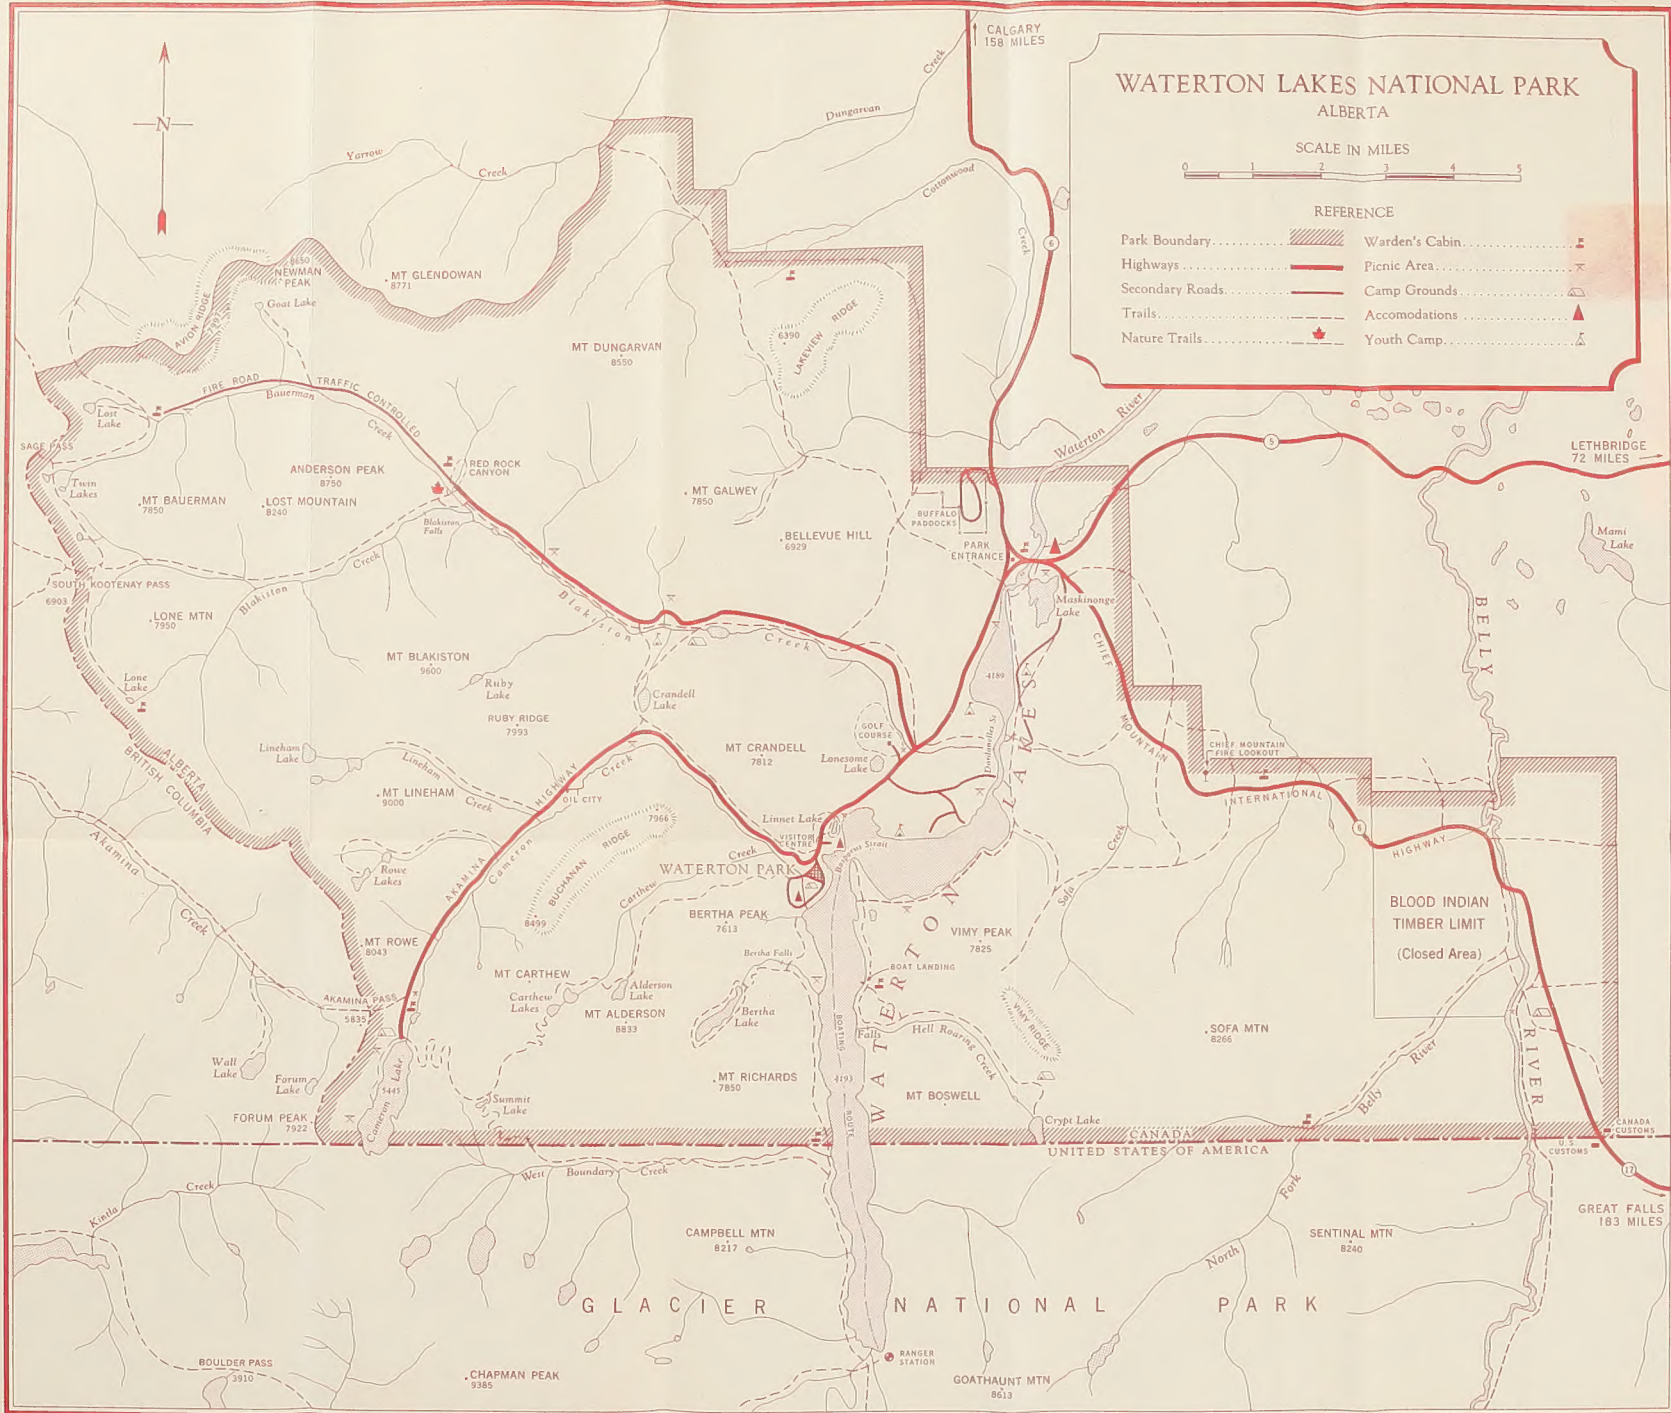 CALGARY
158 MILES
WATERTON LAKES NATIONAL PARK
ALBERTA
SCALE IN MILES
0 1 2 3 4 5
REFERENCE
Park Boundary
Highways
Secondary Roads
Trails
Nature Trails
Warden's Cabin
Picnic Area
Camp Grounds
Accomodations
Youth Camp
N
Yarrow
Creek
Dungarvan
Creek
Cottonwood
Creek
6
8650
NEWMAN
PEAK
MT GLENDOWAN
8771
Goat Lake
AVION RIDGE
7997
MT DUNGARVAN
8550
6390
LAKEVIEW RIDGE
FIRE ROAD
TRAFFIC CONTROLLED
Bauerman
Creek
Lost
Lake
SAGE PASS
Twin
Lakes
ANDERSON PEAK
8750
RED ROCK
CANYON
MT BAUERMAN
7850
LOST MOUNTAIN
8240
Blakiston
Falls
MT GALWEY
7850
BELLEVUE HILL
6929
BUFFALO
PADDOCKS
PARK
ENTRANCE
Waterton River
5
LETHBRIDGE
72 MILES
Mami
Lake
SOUTH KOOTENAY PASS
6903
Blakiston
Creek
LONE MTN
7950
Blakiston
Creek
Maskinonge
Lake
CHIEF
MOUNTAIN
INTERNATIONAL
6
HIGHWAY
BELLY
RIVER
MT BLAKISTON
9600
Ruby
Lake
Crandell
Lake
Lone
Lake
RUBY RIDGE
7993
MT CRANDELL
7812
GOLF
COURSE
Lonesome
Lake
4189
Dardanelles St
WATERTON LAKES
CHIEF MOUNTAIN
FIRE LOOKOUT
Lineham
Lake
Lineham
Creek
MT LINEHAM
9000
ALBERTA
BRITISH COLUMBIA
AKAMINA
HIGHWAY
Cameron
Creek
OIL CITY
7966
BUCHANAN RIDGE
8499
Linnet Lake
VISITOR
CENTRE
Bosporus Strait
WATERTON PARK
Akamina
Creek
Rowe
Lakes
Carthew
Creek
BERTHA PEAK
7613
VIMY PEAK
7825
Sofa
Creek
BLOOD INDIAN
TIMBER LIMIT
(Closed Area)
MT ROWE
8043
Bertha Falls
BOAT LANDING
MT CARTHEW
Carthew
Lakes
Alderson
Lake
MT ALDERSON
8833
Bertha
Lake
AKAMINA PASS
5835
BOATING
4193
ROUTE
Falls
Hell Roaring Creek
VIMY RIDGE
SOFA MTN
8266
Wall
Lake
Forum
Lake
5445
Cameron Lake
MT RICHARDS
7850
MT BOSWELL
Summit
Lake
FORUM PEAK
7922
Crypt Lake
Belly
River
CANADA
UNITED STATES OF AMERICA
CANADA
CUSTOMS
U.S.
CUSTOMS
17
GREAT FALLS
183 MILES
West Boundary Creek
Kintla
Creek
North
Fork
CAMPBELL MTN
8217
SENTINAL MTN
8240
GLACIER NATIONAL PARK
BOULDER PASS
3910
CHAPMAN PEAK
9385
RANGER
STATION
GOATHAUNT MTN
8613